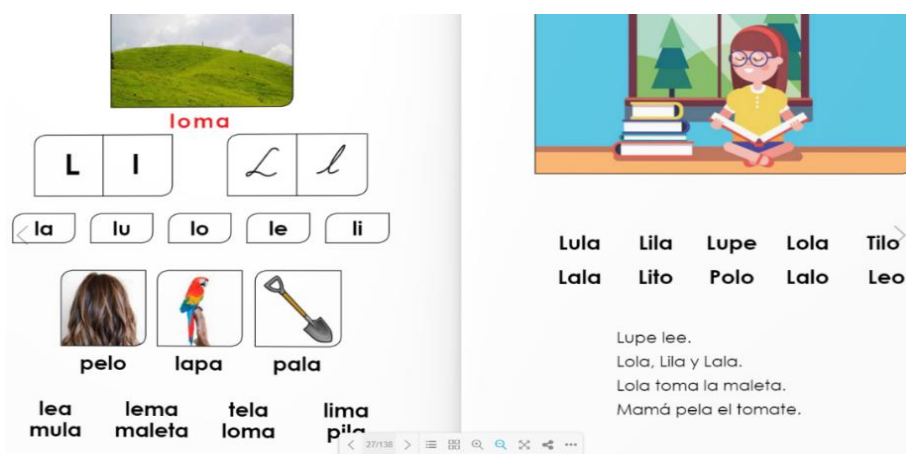 loma
L l L l
la lu lo le li
pelo lapa pala
lea lema tela lima
mula maleta loma pila
Lula Lila Lupe Lola Tilo
Lala Lito Polo Lalo Leo
Lupe lee.
Lola, Lila y Lala.
Lola toma la maleta.
Mamá pela el tomate.
27/138